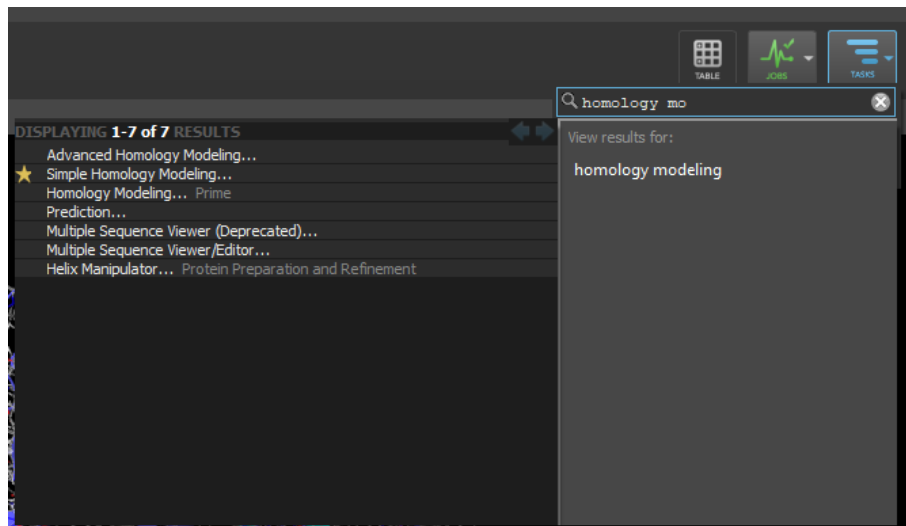 TABLE
JOBS
TASKS
homology mo
DISPLAYING 1-7 of 7 RESULTS
Advanced Homology Modeling...
Simple Homology Modeling...
Homology Modeling... Prime
Prediction...
Multiple Sequence Viewer (Deprecated)...
Multiple Sequence Viewer/Editor...
Helix Manipulator... Protein Preparation and Refinement
View results for:
homology modeling